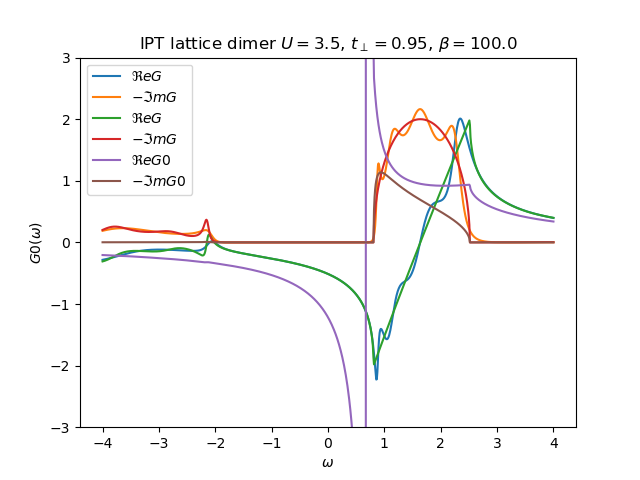 IPT lattice dimer U = 3.5, t⊥ = 0.95, β = 100.0
G0(ω)
3
2
1
0
−1
−2
−3
ℜeG
−ℑmG
ℜeG
−ℑmG
ℜeG0
−ℑmG0
−4 −3 −2 −1 0 1 2 3 4
ω